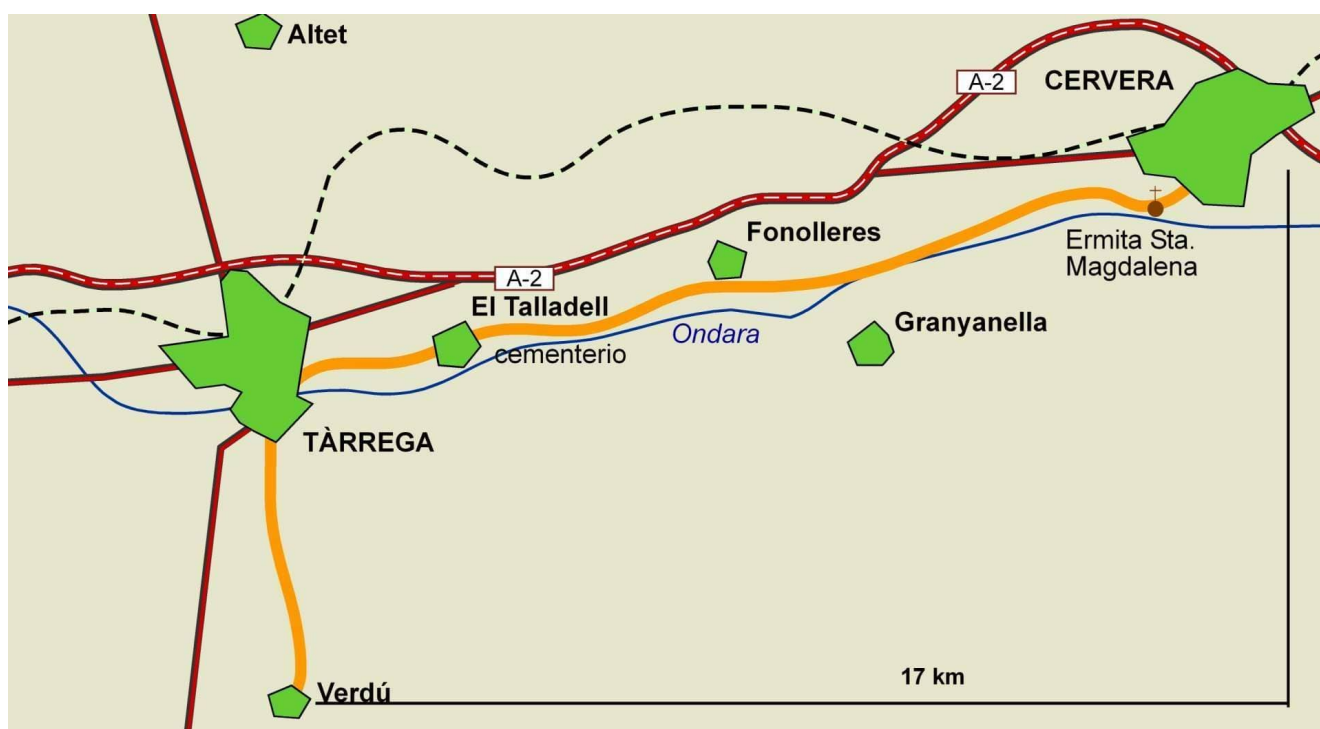 Altet
A-2
CERVERA
Fonolleres
Ermita Sta.
Magdalena
A-2
El Talladell
cementerio
Ondara
Granyanella
TÀRREGA
17 km
Verdú